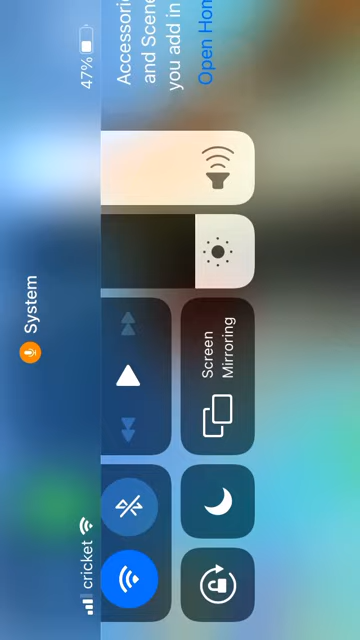 System
cricket 47%
Accessori
and Scene
you add in
Open Hom
Screen
Mirroring